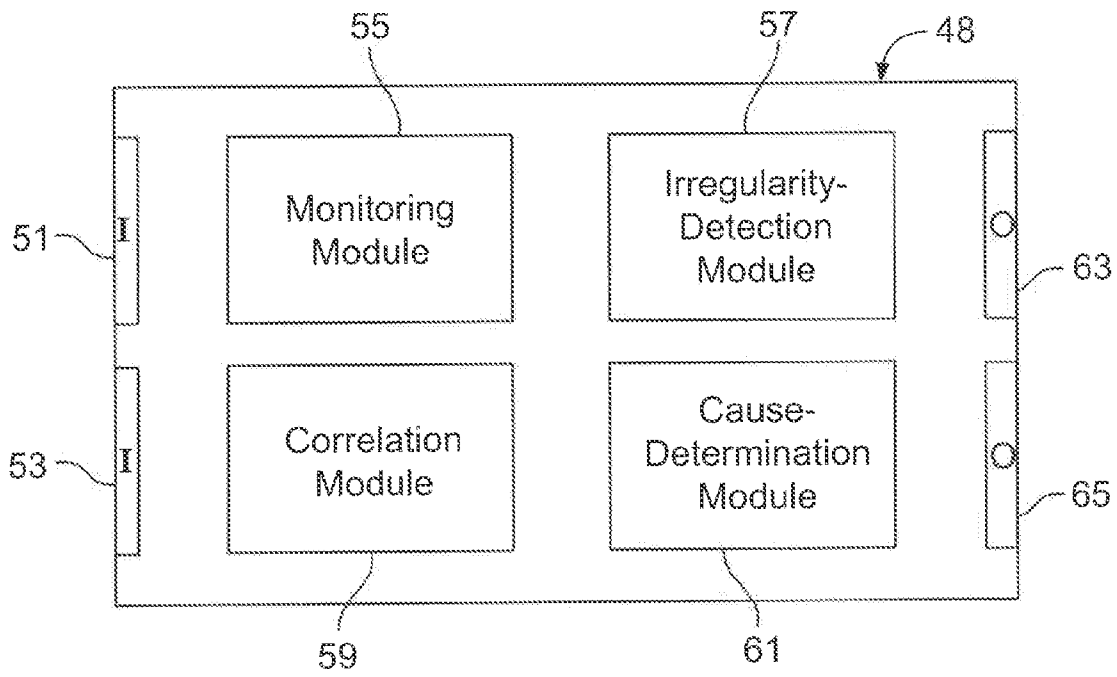 55
57
48
Monitoring
Module
Irregularity-
Detection
Module
51
I
O
63
Correlation
Module
Cause-
Determination
Module
53
I
O
65
59
61